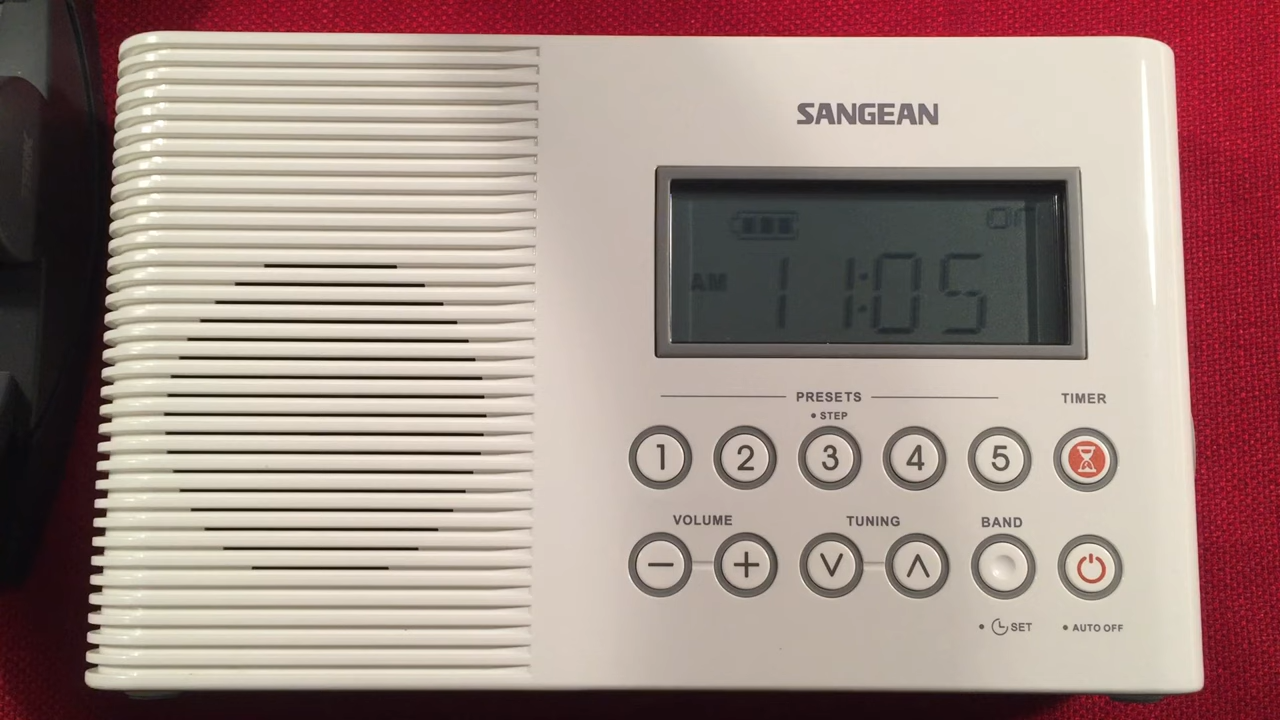 SANGEAN
on
AM 11:05
PRESETS
TIMER
• STEP
1 2 3 4 5
VOLUME TUNING BAND
− + ∨ ∧
• SET • AUTO OFF